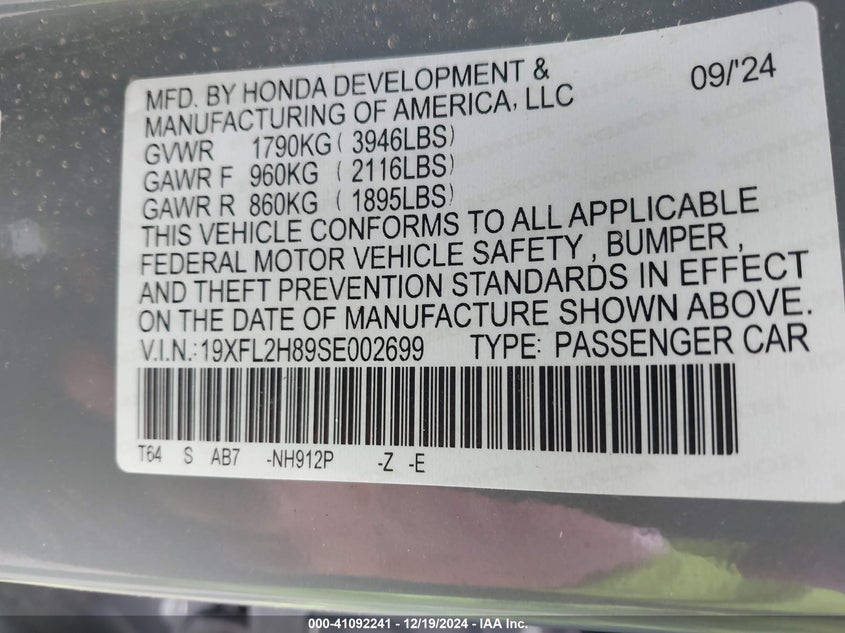 MFD. BY HONDA DEVELOPMENT & 09/'24
MANUFACTURING OF AMERICA, LLC
GVWR 1790KG ( 3946LBS)
GAWR F 960KG ( 2116LBS)
GAWR R 860KG ( 1895LBS)
THIS VEHICLE CONFORMS TO ALL APPLICABLE
FEDERAL MOTOR VEHICLE SAFETY , BUMPER ,
AND THEFT PREVENTION STANDARDS IN EFFECT
ON THE DATE OF MANUFACTURE SHOWN ABOVE.
V.I.N.: 19XFL2H89SE002699 TYPE: PASSENGER CAR
T64 S AB7 -NH912P -Z -E
000-41092241 - 12/19/2024 - IAA Inc.